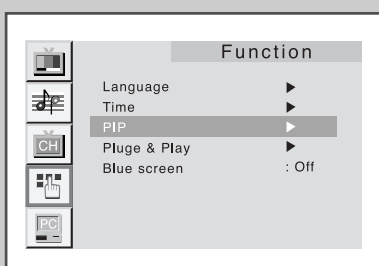 Function
Language ▶
Time ▶
PIP ▶
Pluge & Play ▶
Blue screen : Off
CH
PC